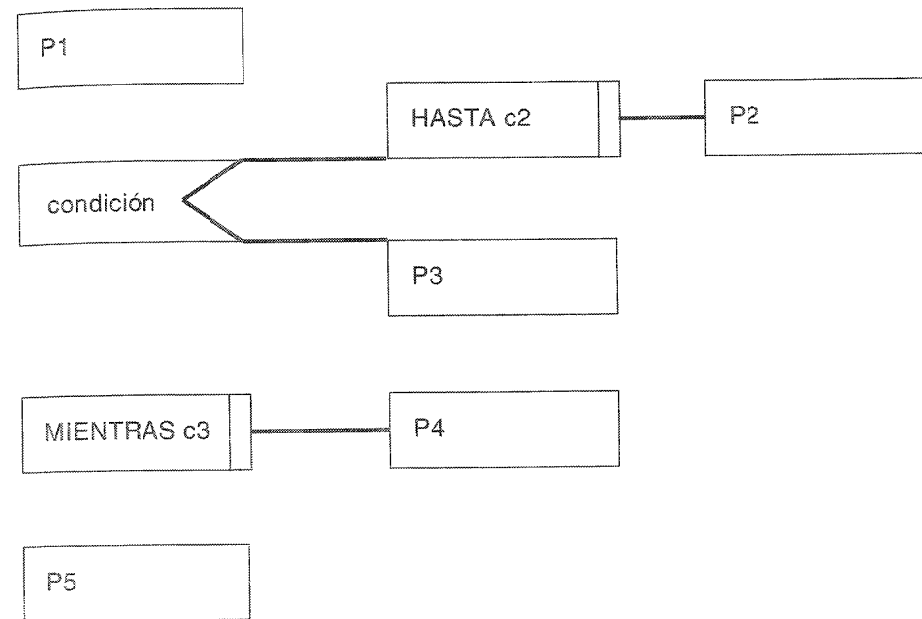 P1
HASTA c2
P2
condición
P3
MIENTRAS c3
P4
P5